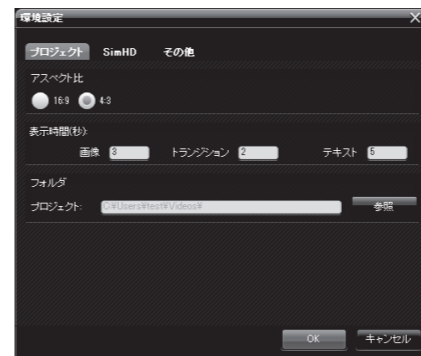 環境設定
プロジェクト SimHD その他
アスペクト比
16:9 4:3
表示時間(秒):
画像 3 トランジション 2 テキスト 5
フォルダ
プロジェクト: C:¥Users¥test¥Videos¥ 参照
OK キャンセル